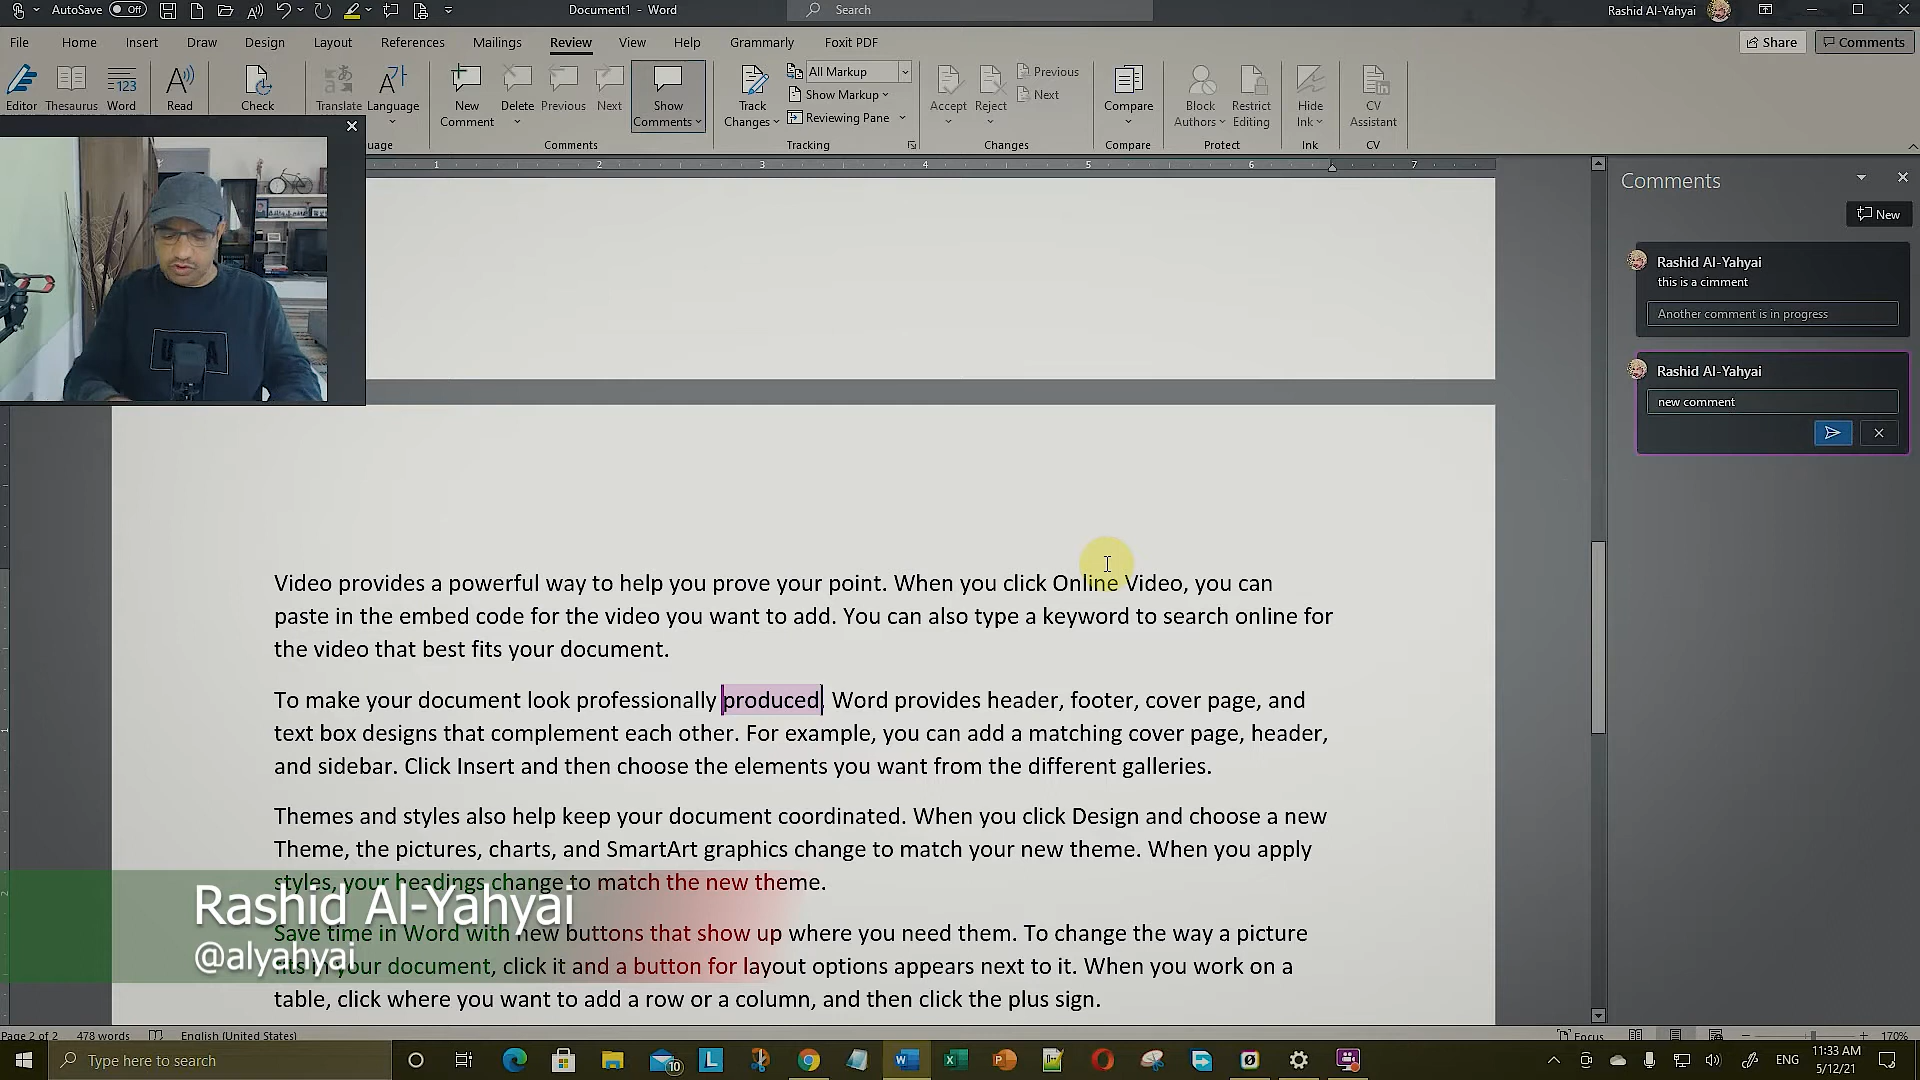 AutoSave Off
Document1 - Word
Search
Rashid Al-Yahyai
File Home Insert Draw Design Layout References Mailings Review View Help Grammarly Foxit PDF
Share Comments
Editor Thesaurus Word
123
Read
Check
Translate Language
New Comment
Delete Previous Next
Show Comments
Track Changes
All Markup
Show Markup
Reviewing Pane
Accept Reject
Previous
Next
Compare
Block Authors
Restrict Editing
Hide Ink
CV Assistant
uage Comments Tracking Changes Compare Protect Ink CV
1 2 3 4 5 6 7
Comments
New
Rashid Al-Yahyai
this is a cimment
Another comment is in progress
Rashid Al-Yahyai
new comment
Video provides a powerful way to help you prove your point. When you click Online Video, you can
paste in the embed code for the video you want to add. You can also type a keyword to search online for
the video that best fits your document.
To make your document look professionally produced, Word provides header, footer, cover page, and
text box designs that complement each other. For example, you can add a matching cover page, header,
and sidebar. Click Insert and then choose the elements you want from the different galleries.
Themes and styles also help keep your document coordinated. When you click Design and choose a new
Theme, the pictures, charts, and SmartArt graphics change to match your new theme. When you apply
styles, your headings change to match the new theme.
Rashid Al-Yahyai
Save time in Word with new buttons that show up where you need them. To change the way a picture
@alyahyai
fits in your document, click it and a button for layout options appears next to it. When you work on a
table, click where you want to add a row or a column, and then click the plus sign.
Page 2 of 2 478 words English (United States) Focus 170%
Type here to search
10
ENG
11:33 AM
5/12/21